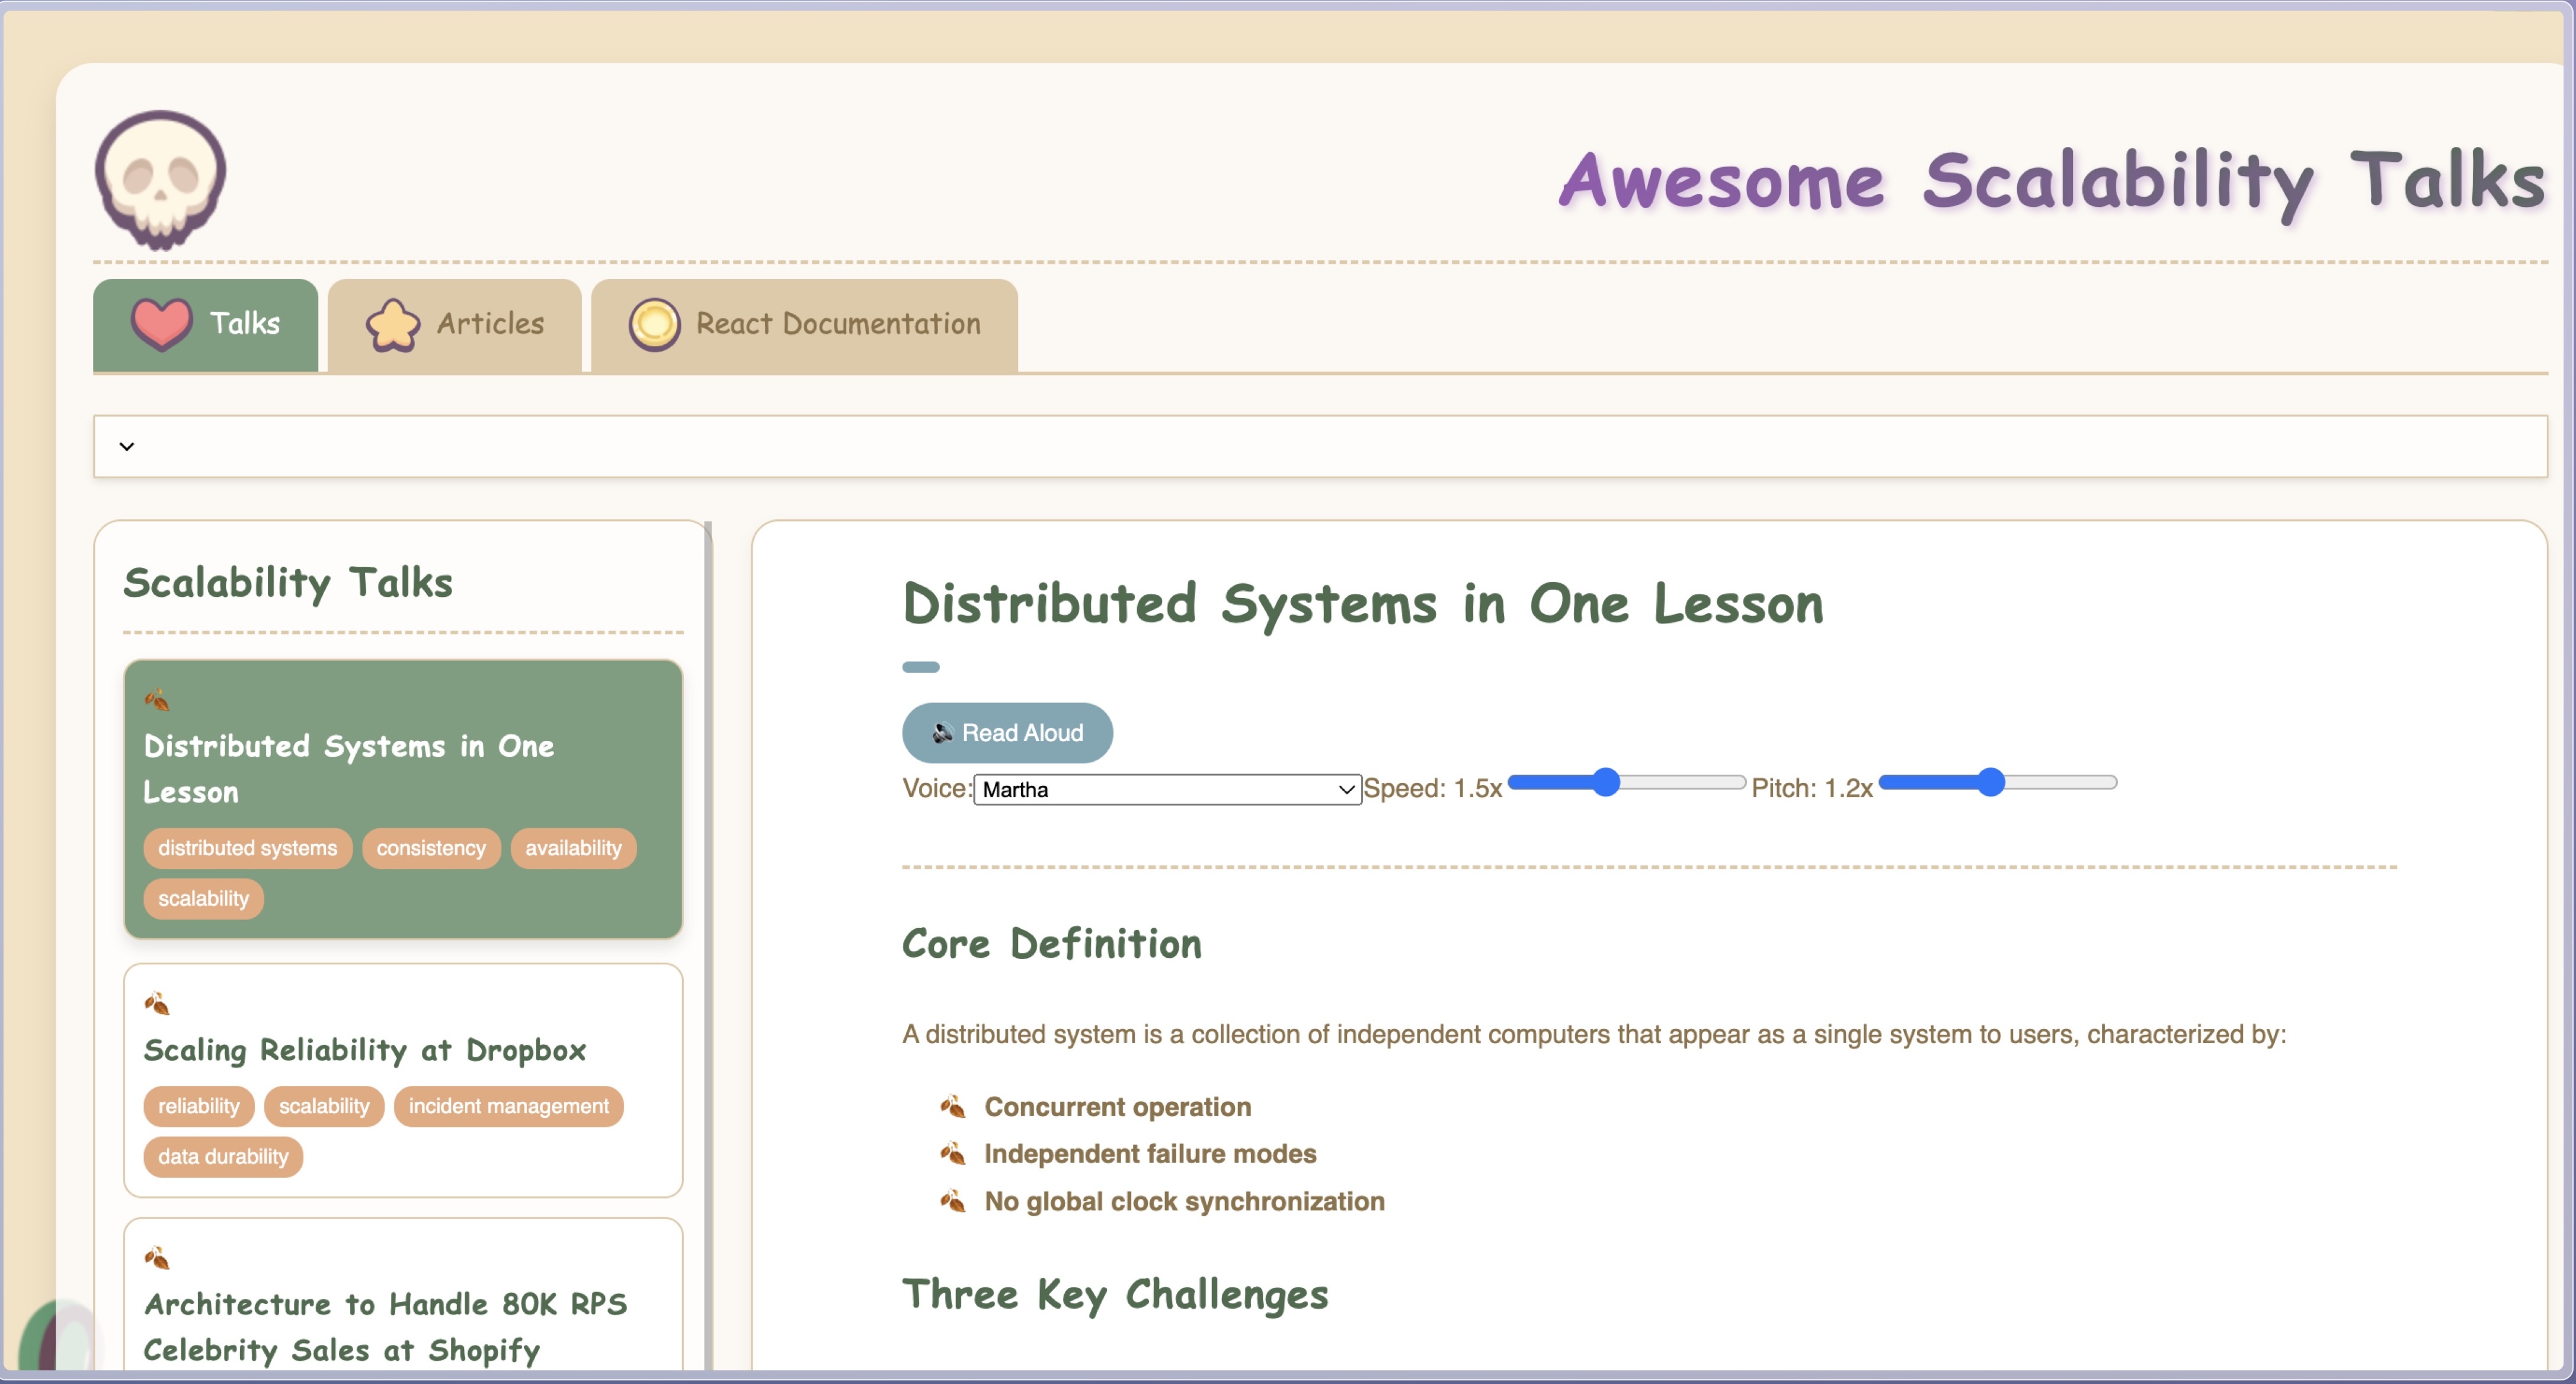 Awesome Scalability Talks
Talks
Articles
React Documentation
Scalability Talks
Distributed Systems in One
Lesson
distributed systems
consistency
availability
scalability
Scaling Reliability at Dropbox
reliability
scalability
incident management
data durability
Architecture to Handle 80K RPS
Celebrity Sales at Shopify
Distributed Systems in One Lesson
Read Aloud
Voice: Martha Speed: 1.5x Pitch: 1.2x
Core Definition
A distributed system is a collection of independent computers that appear as a single system to users, characterized by:
Concurrent operation
Independent failure modes
No global clock synchronization
Three Key Challenges